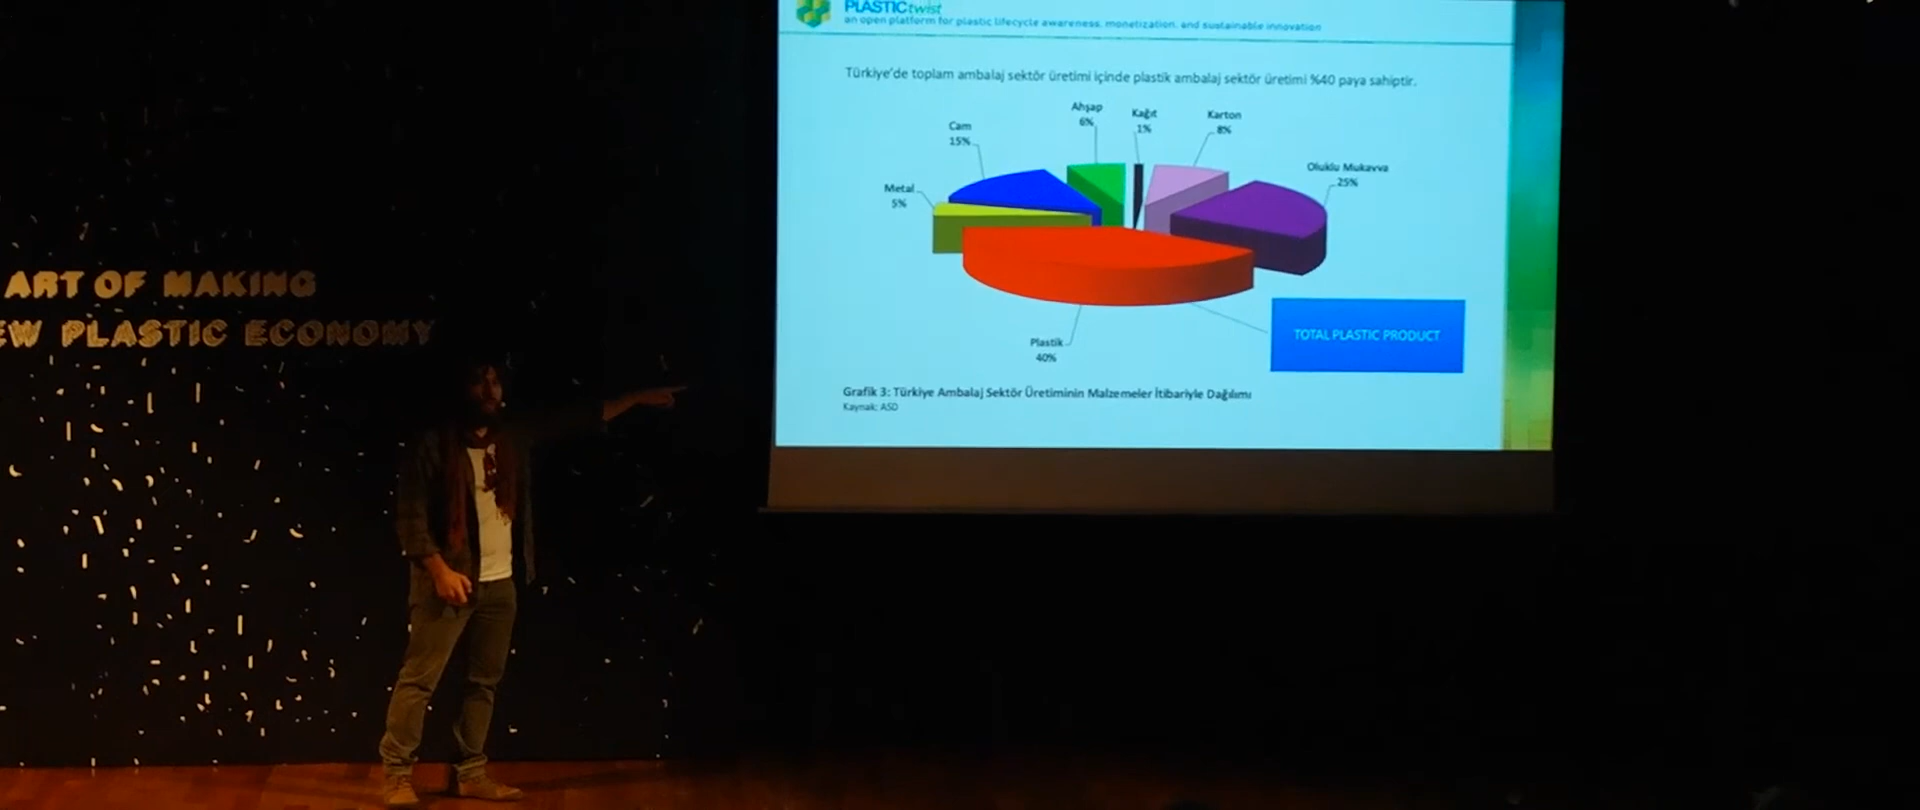 PLASTICtwist
an open platform for plastic lifecycle awareness, monetization, and sustainable innovation
Türkiye'de toplam ambalaj sektör üretimi içinde plastik ambalaj sektör üretimi %40 paya sahiptir.
Ahşap
6%
Kağıt
1%
Karton
8%
Cam
15%
Oluklu Mukavva
25%
Metal
5%
ART OF MAKING
EW PLASTIC ECONOMY
TOTAL PLASTIC PRODUCT
Plastik
40%
Grafik 3: Türkiye Ambalaj Sektör Üretiminin Malzemeler İtibariyle Dağılımı
Kaynak: ASD